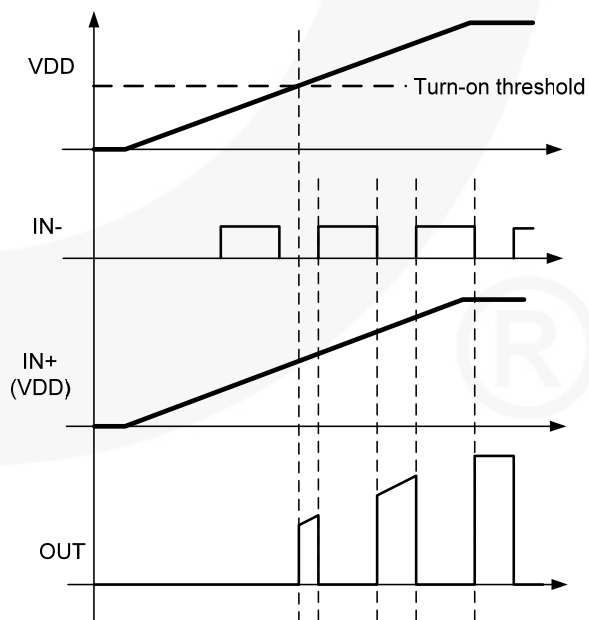 VDD
Turn-on threshold
IN-
IN+
(VDD)
OUT
®